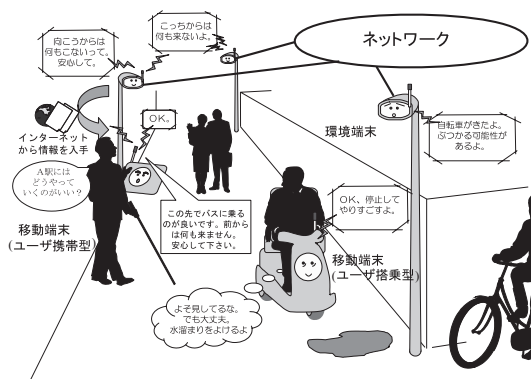 向こうからは
何もこないって。
安心して。
こっちからは
何も来ないよ。
ネットワーク
OK。
インターネット
から情報を入手
環境端末
自転車がきたよ。
ぶつかる可能性が
あるよ。
A駅には
どうやって
いくのがいい?
この先でバスに乗る
のが良いです。前から
は何も来ません。
安心して下さい。
OK、停止して
やりすごすよ。
移動端末
(ユーザ携帯型)
移動端末
(ユーザ搭乗型)
よそ見してるな。
でも大丈夫。
水溜まりをよけるよ